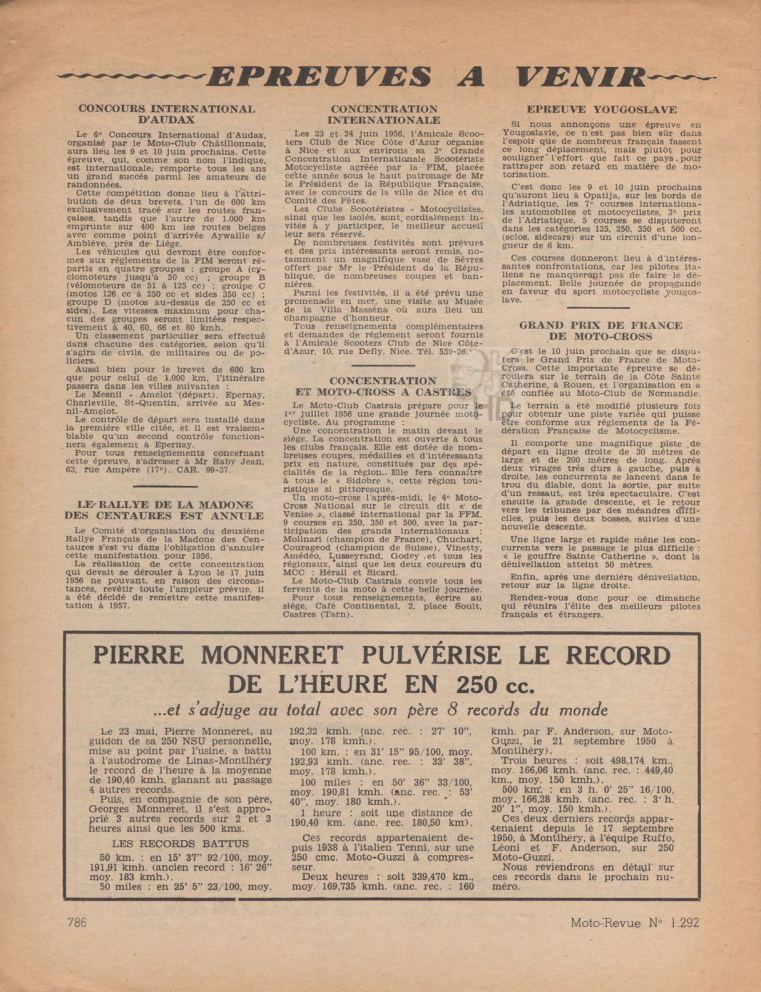 EPREUVES A VENIR
CONCOURS INTERNATIONAL
D'AUDAX
Le 6e Concours International d'Audax,
organisé par le Moto-Club Châtillonnais,
aura lieu les 9 et 10 juin prochains. Cette
épreuve, qui, comme son nom l'indique,
est internationale, remporte tous les ans
un grand succès parmi les amateurs de
randonnées.
Cette compétition donne lieu à l'attri-
bution de deux brevets, l'un de 600 km
exclusivement tracé sur les routes fran-
çaises, tandis que l'autre de 1.000 km
emprunte sur 400 km les routes belges
avec comme point d'arrivée Aywaille s/
Amblève, près de Liége.
Les véhicules qui devront être confor-
mes aux réglements de la FIM seront ré-
partis en quatre groupes : groupe A (cy-
clomoteurs jusqu'à 50 cc) ; groupe B
(vélomoteurs de 51 à 125 cc) ; groupe C
(motos 126 cc à 250 cc et sides 350 cc) ;
groupe D (motos au-dessus de 250 cc et
sides). Les vitesses maximum pour cha-
cun des groupes seront limitées respec-
tivement à 40, 60, 66 et 80 kmh.
Un classement particulier sera effectué
dans chacune des catégories, selon qu'il
s'agira de civils, de militaires ou de po-
liciers.
Aussi bien pour le brevet de 600 km
que pour celui de 1.000 km, l'itinéraire
passera dans les villes suivantes :
Le Mesnil - Amelot (départ), Epernay,
Charleville, St-Quentin, arrivée au Mes-
nil-Amelot.
Le contrôle de départ sera installé dans
la première ville citée, et il est vraisem-
blable qu'un second contrôle fonction-
nera également à Epernay.
Pour tous renseignements concernant
cette épreuve, s'adresser à Mr Raby Jean,
63, rue Ampère (17e). CAR. 99-37.
LE RALLYE DE LA MADONE
DES CENTAURES EST ANNULE
Le Comité d'organisation du deuxième
Rallye Français de la Madone des Cen-
taures s'est vu dans l'obligation d'annuler
cette manifestation pour 1956.
La réalisation de cette concentration
qui devait se dérouler à Lyon le 17 juin
1956 ne pouvant, en raison des circons-
tances, revêtir toute l'ampleur prévue, il
a été décidé de remettre cette manifes-
tation à 1957.
CONCENTRATION
INTERNATIONALE
Les 23 et 24 juin 1956, l'Amicale Scoo-
ters Club de Nice Côte d'Azur organise
à Nice et aux environs sa 3e Grande
Concentration Internationale Scootériste
Motocycliste agréée par la FIM, placée
cette année sous le haut patronage de Mr
le Président de la République Française,
avec le concours de la ville de Nice et du
Comité des Fêtes.
Les Clubs Scootéristes - Motocyclistes,
ainsi que les isolés, sont cordialement in-
vités à y participer, le meilleur accueil
leur sera réservé.
De nombreuses festivités sont prévues
et des prix intéressants seront remis, no-
tamment un magnifique vase de Sévres
offert par Mr le Président de la Répu-
blique, de nombreuses coupes et ban-
nières.
Parmi les festivités, il a été prévu une
promenade en mer, une visite au Musée
de la Villa Masséna où aura lieu un
champagne d'honneur.
Tous renseignements complémentaires
et demandes de règlement seront fournis
à l'Amicale Scooters Club de Nice Côte-
d'Azur, 10, rue Defly, Nice. Tél. 539-26.
CONCENTRATION
ET MOTO-CROSS A CASTRES
Le Moto-Club Castrais prépare pour le
1er juillet 1956 une grande journée moto-
cycliste. Au programme :
Une concentration le matin devant le
siège. La concentration est ouverte à tous
les clubs français. Elle est dotée de nom-
breuses coupes, médailles et d'intéressants
prix en nature, constitués par des spé-
cialités de la région. Elle fera connaître
à tous le « Sidobre », cette région tou-
ristique si pittoresque.
Un moto-cross l'après-midi, le 4e Moto-
Cross National sur le circuit dit « de
Venise », classé international par la FFM.
9 courses en 250, 350 et 500, avec la par-
ticipation des grands internationaux :
Molinari (champion de France), Chuchart,
Courageod (champion de Suisse), Vinetty,
Amédéo, Lusseyrand, Godey et tous les
régionaux, ainsi que les deux coureurs du
MCC : Hérail et Sicard.
Le Moto-Club Castrais convie tous les
fervents de la moto à cette belle journée.
Pour tous renseignements, écrire au
siège, Café Continental, 2, place Soult,
Castres (Tarn).
EPREUVE YOUGOSLAVE
Si nous annonçons une épreuve en
Yougoslavie, ce n'est pas bien sûr dans
l'espoir que de nombreux français fassent
ce long déplacement, mais plutôt pour
souligner l'effort que fait ce pays pour
rattraper son retard en matière de mo-
torisation.
C'est donc les 9 et 10 juin prochains
qu'auront lieu à Opatija, sur les bords de
l'Adriatique, les 7es courses internationa-
les automobiles et motocyclistes, 3e prix
de l'Adriatique. 5 courses se disputeront
dans les catégories 125, 250, 350 et 500 cc.
(solos, sidecars) sur un circuit d'une lon-
gueur de 6 km.
Ces courses donneront lieu à d'intéres-
santes confrontations, car les pilotes ita-
liens ne manqueront pas de faire le dé-
placement. Belle journée de propagande
en faveur du sport motocycliste yougos-
lave.
GRAND PRIX DE FRANCE
DE MOTO-CROSS
C'est le 10 juin prochain que se dispu-
tera le Grand Prix de France de Moto-
Cross. Cette importante épreuve se dé-
roulera sur le terrain de la Côte Sainte
Catherine, à Rouen, et l'organisation en a
été confiée au Moto-Club de Normandie.
Le terrain a été modifié plusieurs fois
pour obtenir une piste variée qui puisse
être conforme aux réglements de la Fé-
dération Française de Motocyclisme.
Il comporte une magnifique piste de
départ en ligne droite de 30 mètres de
large et de 200 mètres de long. Après
deux virages très durs à gauche, puis à
droite, les concurrents se lancent dans le
trou du diable, dont la sortie, par suite
d'un ressaut, est très spectaculaire. C'est
ensuite la grande descente, et le retour
vers les tribunes par des méandres diffi-
ciles, puis les deux bosses, suivies d'une
nouvelle descente.
Une ligne large et rapide mène les con-
currents vers le passage le plus difficile :
« le gouffre Sainte Catherine », dont la
dénivellation atteint 50 mètres.
Enfin, après une dernière dénivellation,
retour sur la ligne droite.
Rendez-vous donc pour ce dimanche
qui réunira l'élite des meilleurs pilotes
français et étrangers.
PIERRE MONNERET PULVÉRISE LE RECORD
DE L'HEURE EN 250 cc.
...et s'adjuge au total avec son père 8 records du monde
Le 23 mai, Pierre Monneret, au
guidon de sa 250 NSU personnelle,
mise au point par l'usine, a battu
à l'autodrome de Linas-Montlhéry
le record de l'heure à la moyenne
de 190,40 kmh. glanant au passage
4 autres records.
Puis, en compagnie de son père,
Georges Monneret, il s'est appro-
prié 3 autres records sur 2 et 3
heures ainsi que les 500 kms.
LES RECORDS BATTUS
50 km. : en 15' 37" 92/100, moy.
191,91 kmh. (ancien record : 16' 26"
moy. 183 kmh.).
50 miles : en 25' 5" 23/100, moy.
192,32 kmh. (anc. rec. : 27' 10",
moy. 178 kmh.).
100 km. : en 31' 15" 95/100, moy.
192,93 kmh. (anc. rec. : 33' 38",
moy. 178 kmh.).
100 miles : en 50' 36" 33/100,
moy. 190,81 kmh. (anc. rec. : 53'
40", moy. 180 kmh.).
1 heure : soit une distance de
190,40 km. (anc. rec. 180,50 km).
Ces records appartenaient de-
puis 1938 à l'italien Tenni, sur une
250 cmc. Moto-Guzzi à compres-
seur.
Deux heures : soit 339,470 km.,
moy. 169,735 kmh. (anc. rec. : 160
kmh. par F. Anderson, sur Moto-
Guzzi, le 21 septembre 1950 à
Montlhéry).
Trois heures : soit 498,174 km.,
moy. 166,06 kmh. (anc. rec. : 449,40
km., moy. 150 kmh.).
500 km. : en 3 h. 0' 25" 16/100,
moy. 166,28 kmh. (anc. rec. : 3' h.
20' 1", moy. 150 kmh.).
Ces deux derniers records appar-
tenaient depuis le 17 septembre
1950, à Montlhéry, à l'équipe Ruffo,
Léoni et F. Anderson, sur 250
Moto-Guzzi.
Nous reviendrons en détail sur
ces records dans le prochain nu-
méro.
786
Moto-Revue N° 1.292